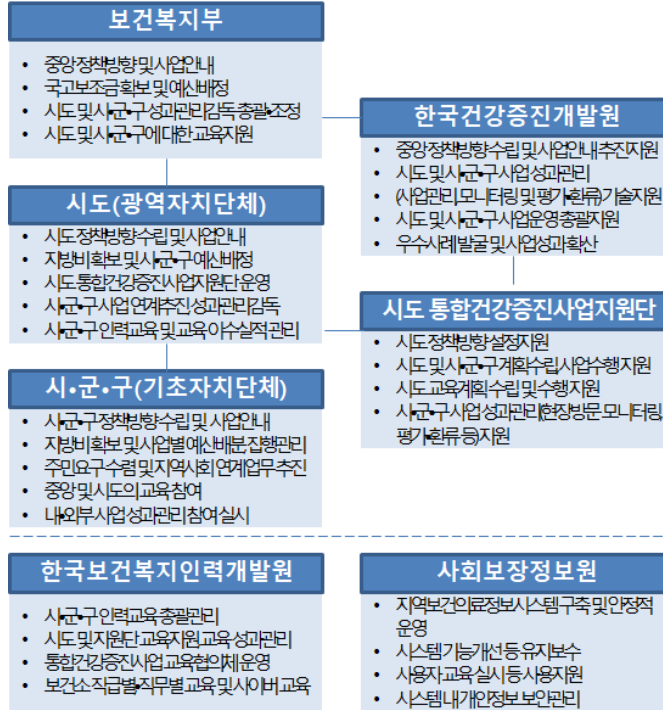 보건복지부
• 중앙 정책방향 및 사업안내
• 국고보조금 확보 및 예산배정
• 시도 및 시•군•구 성과관리감독 총괄•조정
• 시도 및 시•군•구에 대한 교육지원
한국건강증진개발원
• 중앙 정책방향 수립 및 사업안내 추진지원
• 시도 및 시•군•구 사업 성과관리
• (사업관리, 모니터링 및 평가•환류) 기술지원
• 시도 및 시•군•구 사업운영 총괄지원
• 우수사례 발굴 및 사업성과 확산
시도(광역자치단체)
• 시도 정책방향 수립 및 사업안내
• 지방비 확보 및 시•군•구 예산배정
• 시도 통합건강증진사업지원단 운영
• 시•군•구 사업 연계추진, 성과관리감독
• 시•군•구 인력교육 및 교육 이수실적 관리
시도 통합건강증진사업지원단
• 시도 정책방향 설정지원
• 시도 및 시•군•구 계획수립, 사업수행 지원
• 시도 교육계획 수립 및 수행 지원
• 시•군•구 사업 성과관리(현장방문, 모니터링,
평가•환류 등) 지원
시•군•구(기초자치단체)
• 시•군•구 정책방향 수립 및 사업안내
• 지방비 확보 및 사업별 예산배분, 집행관리
• 주민요구 수렴 및 지역사회 연계업무 추진
• 중앙 및 시도의 교육 참여
• 내•외부 사업 성과관리 참여 실시
한국보건복지인력개발원
• 시•군•구 인력교육 총괄관리
• 시도 및 지원단 교육지원, 교육 성과관리
• 통합건강증진사업 교육협의체 운영
• 보건소 직급별•직무별 교육 및 사이버 교육
사회보장정보원
• 지역보건의료정보시스템 구축 및 안정적
운영
• 시스템 기능개선 등 유지보수
• 사용자 교육 실시 등 사용지원
• 시스템 내 개인정보 보안관리